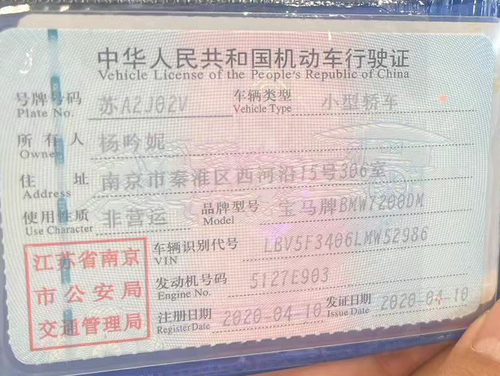 中华人民共和国机动车行驶证
Vehicle License of the People's Republic of China
号牌号码 苏A2J02V 车辆类型 小型轿车
Plate No. Vehicle Type
所有人 杨吟妮
Owner
住址 南京市秦淮区西河沿15号306室
Address
使用性质 非营运 品牌型号 宝马牌BMW7200DM
Use Character Model
车辆识别代号 LBV5F3406LMW52986
VIN
发动机号码 5127E903
Engine No.
注册日期 2020-04-10 发证日期 2020-04-10
Register Date Issue Date
江苏省南京
市公安局
交通管理局